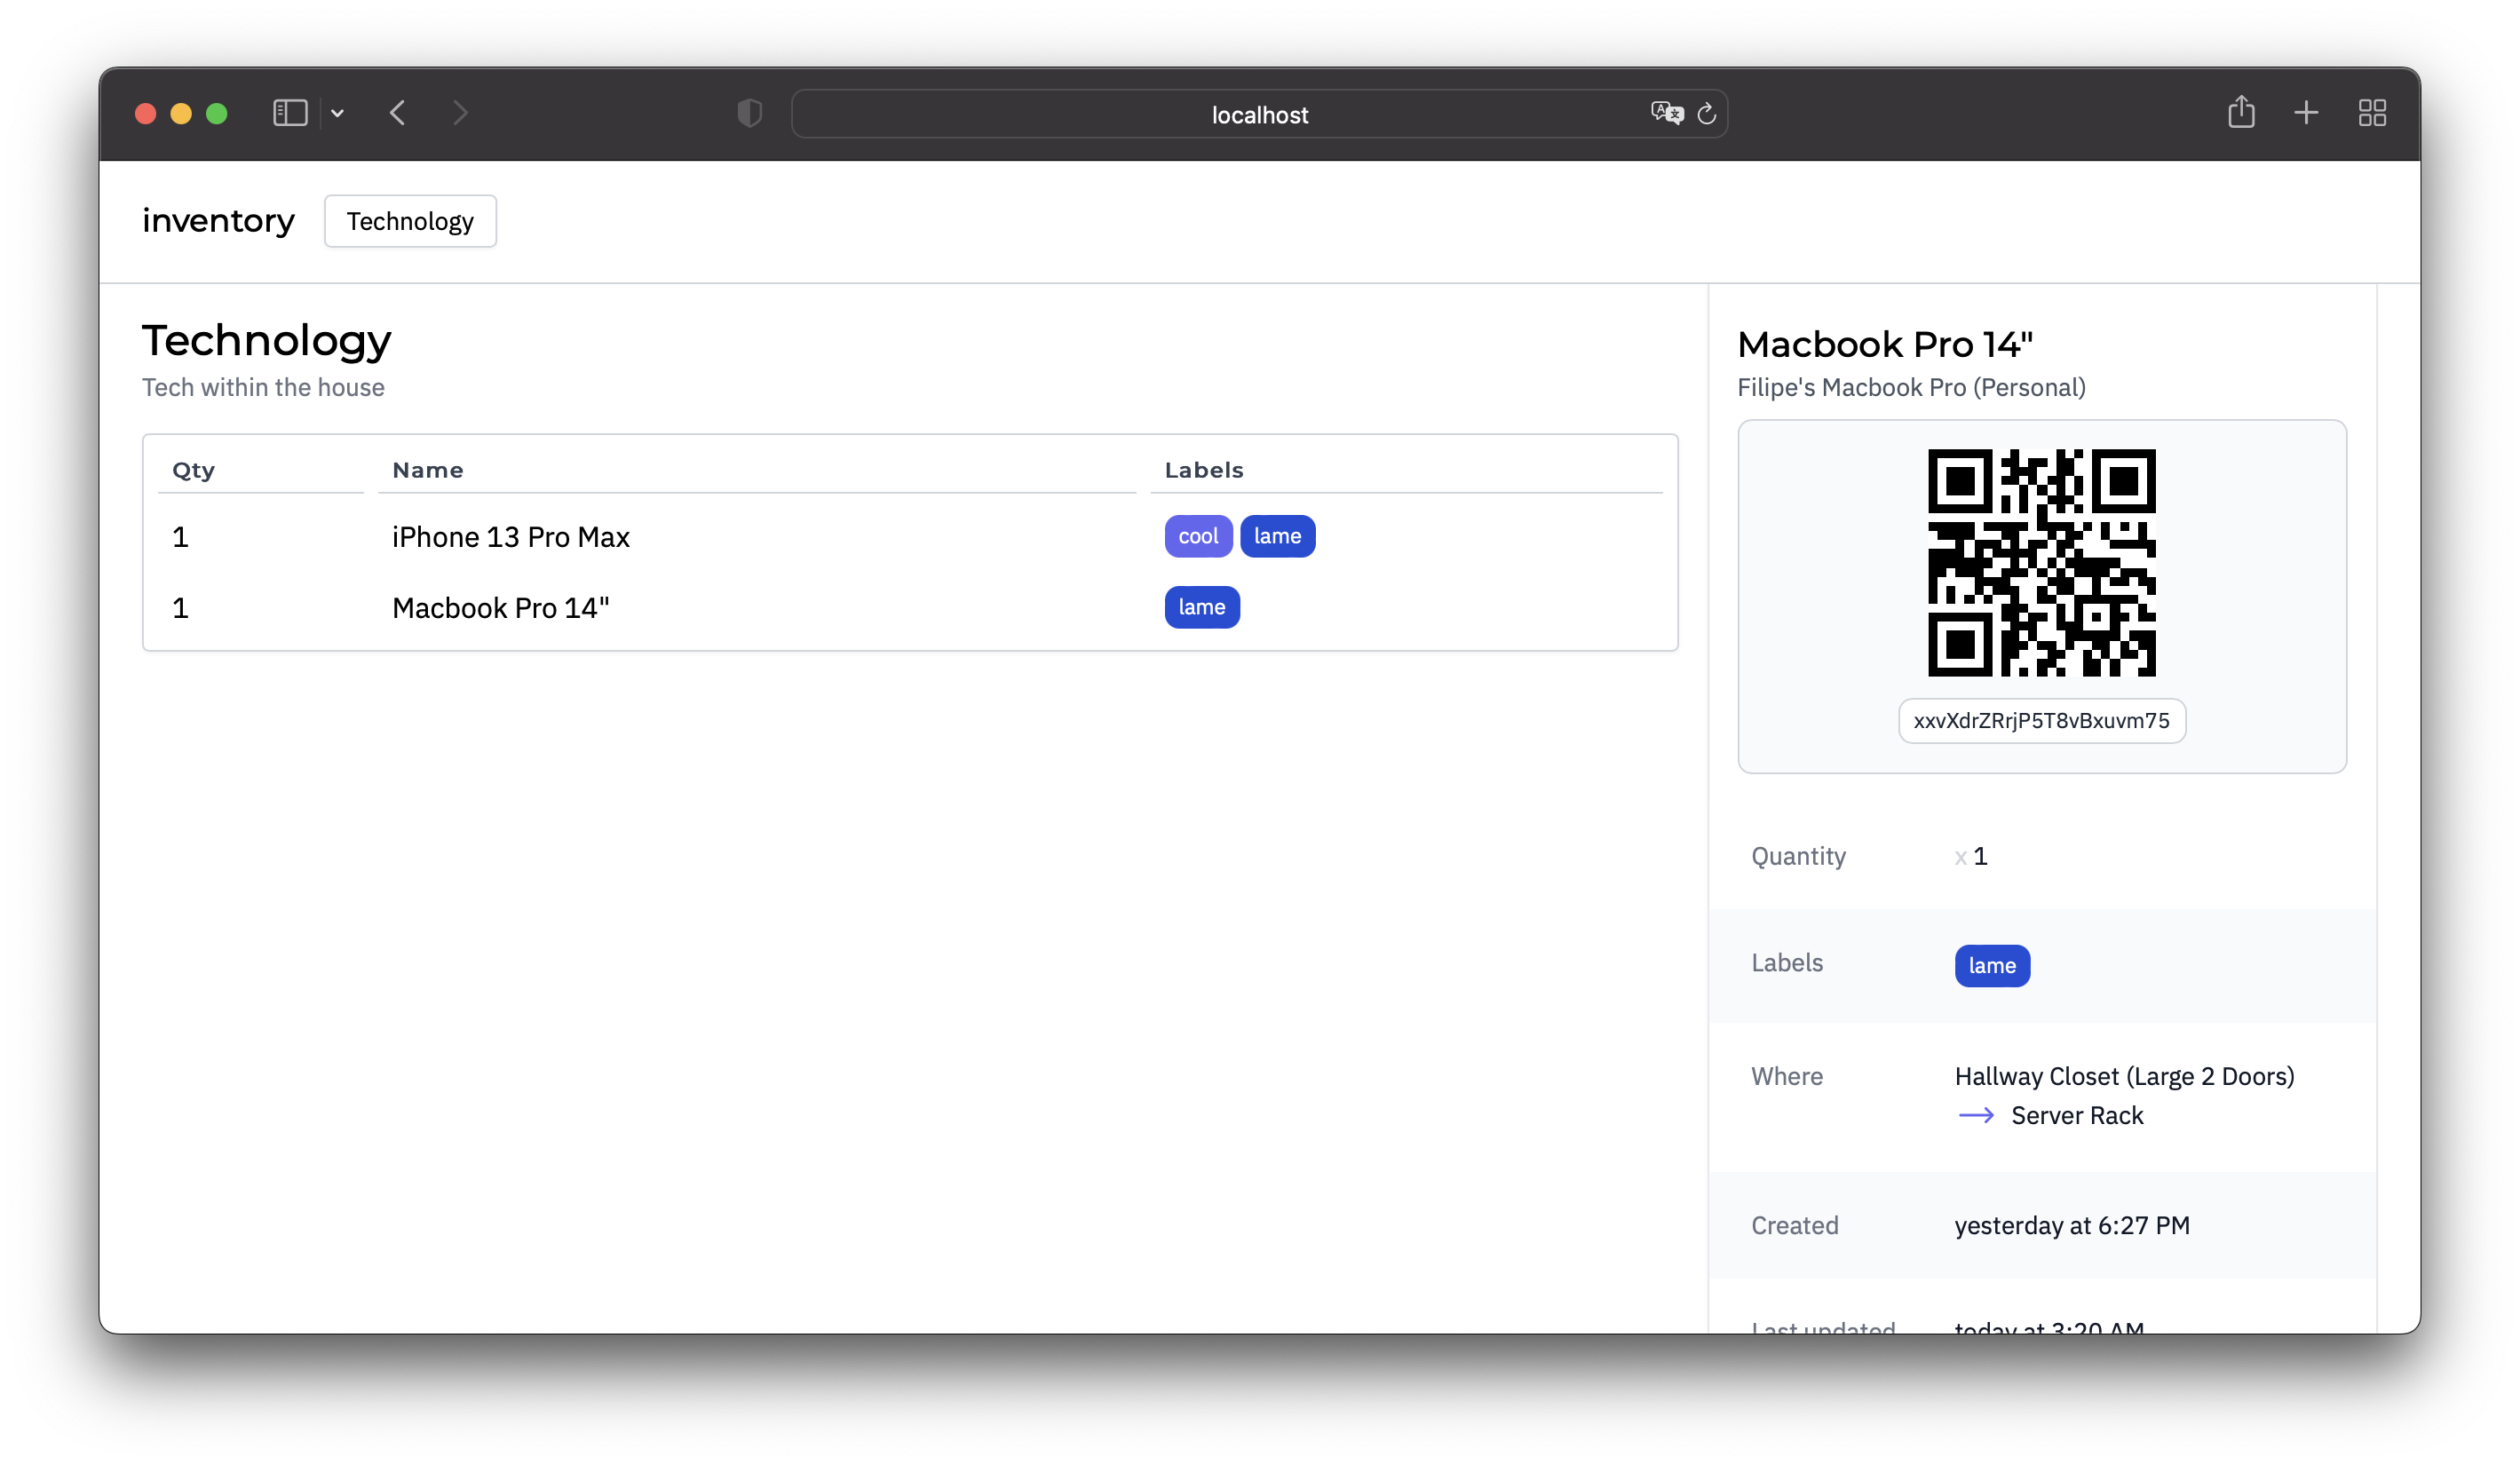 localhost
inventory Technology
Technology
Tech within the house
Qty Name Labels
1 iPhone 13 Pro Max cool lame
1 Macbook Pro 14" lame
Macbook Pro 14"
Filipe's Macbook Pro (Personal)
xxvXdrZRrjP5T8vBxuvm75
Quantity x 1
Labels lame
Where Hallway Closet (Large 2 Doors)
Server Rack
Created yesterday at 6:27 PM
Last updated today at 3:20 AM